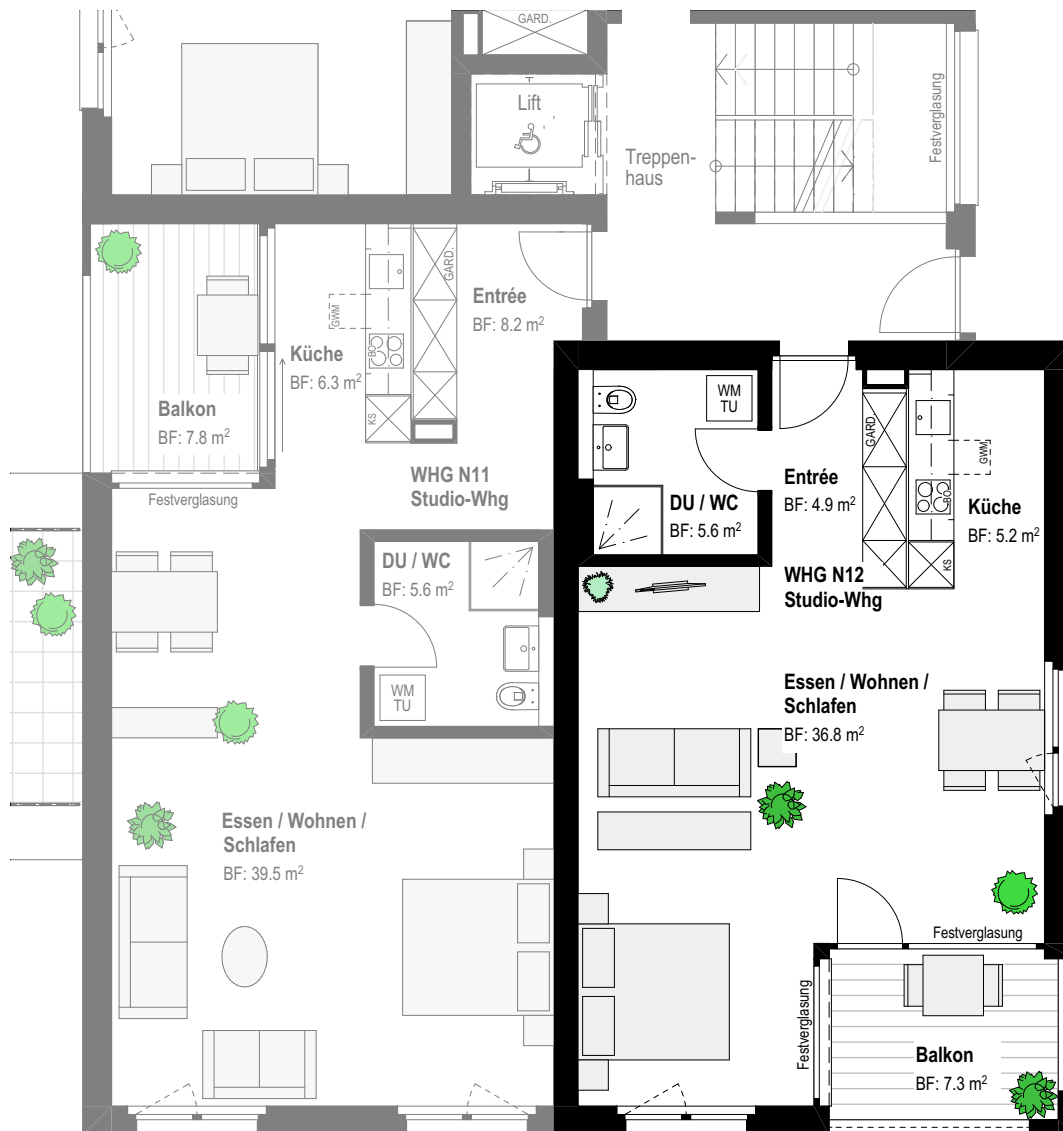 GARD.
Lift
Treppen-
haus
Festverglasung
GARD.
Entrée
BF: 8.2 m²
GWM
BO
Küche
BF: 6.3 m²
KS
Balkon
BF: 7.8 m²
Festverglasung
WHG N11
Studio-Whg
DU / WC
BF: 5.6 m²
WM
TU
Essen / Wohnen /
Schlafen
BF: 39.5 m²
WM
TU
GARD.
Entrée
BF: 4.9 m²
DU / WC
BF: 5.6 m²
GWM
BO
Küche
BF: 5.2 m²
KS
WHG N12
Studio-Whg
Essen / Wohnen /
Schlafen
BF: 36.8 m²
Festverglasung
Festverglasung
Balkon
BF: 7.3 m²